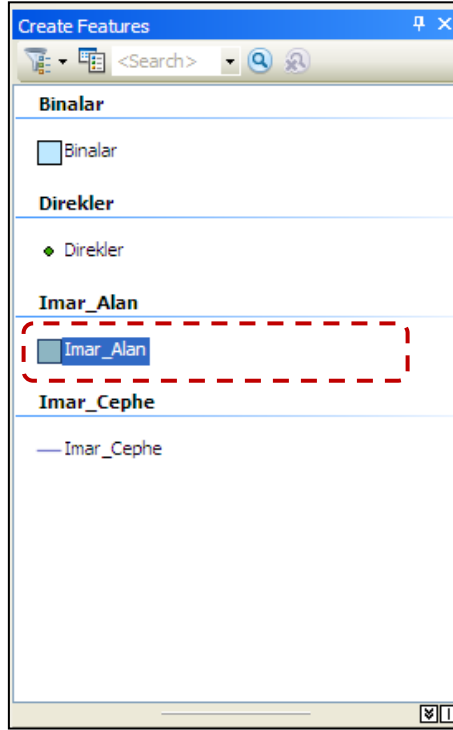 Create Features
<Search>
Binalar
Binalar
Direkler
Direkler
Imar_Alan
Imar_Alan
Imar_Cephe
Imar_Cephe